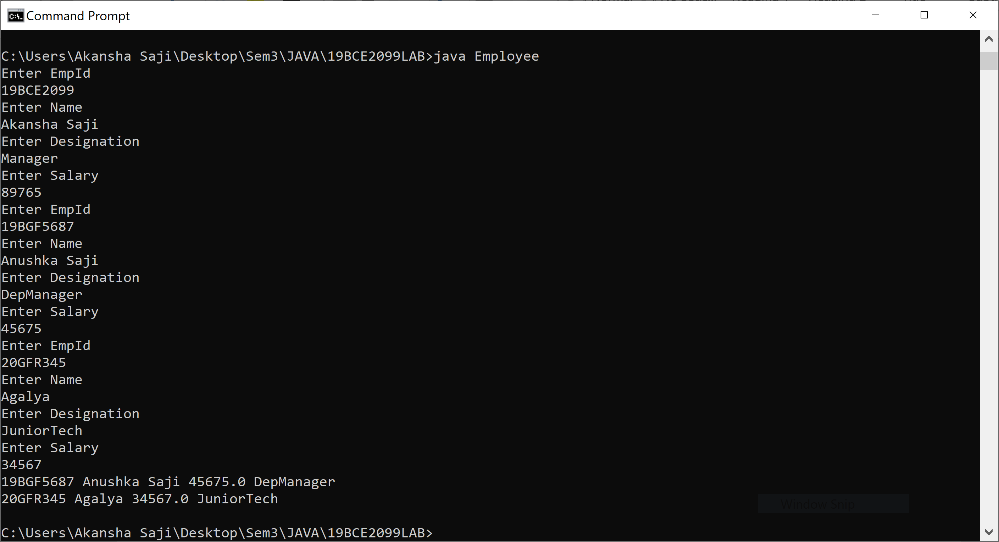 Command Prompt
C:\Users\Akansha Saji\Desktop\Sem3\JAVA\19BCE2099LAB>java Employee
Enter EmpId
19BCE2099
Enter Name
Akansha Saji
Enter Designation
Manager
Enter Salary
89765
Enter EmpId
19BGF5687
Enter Name
Anushka Saji
Enter Designation
DepManager
Enter Salary
45675
Enter EmpId
20GFR345
Enter Name
Agalya
Enter Designation
JuniorTech
Enter Salary
34567
19BGF5687 Anushka Saji 45675.0 DepManager
20GFR345 Agalya 34567.0 JuniorTech
Window Snip
C:\Users\Akansha Saji\Desktop\Sem3\JAVA\19BCE2099LAB>